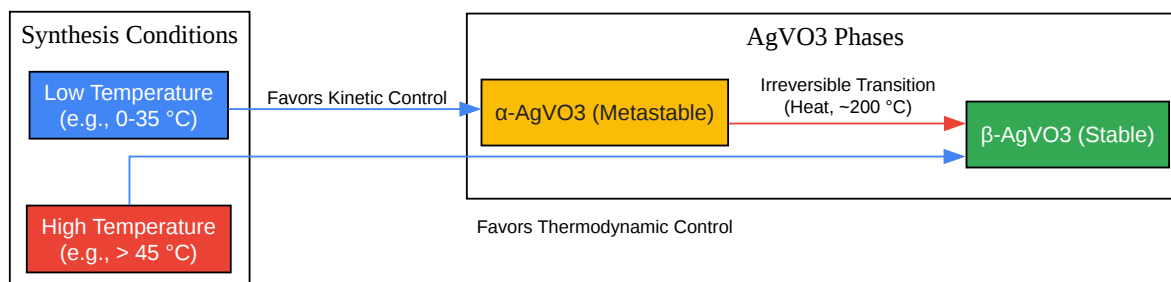 Synthesis Conditions
Low Temperature
(e.g., 0-35 °C)
High Temperature
(e.g., > 45 °C)
Favors Kinetic Control
AgVO3 Phases
α-AgVO3 (Metastable)
Irreversible Transition
(Heat, ~200 °C)
β-AgVO3 (Stable)
Favors Thermodynamic Control